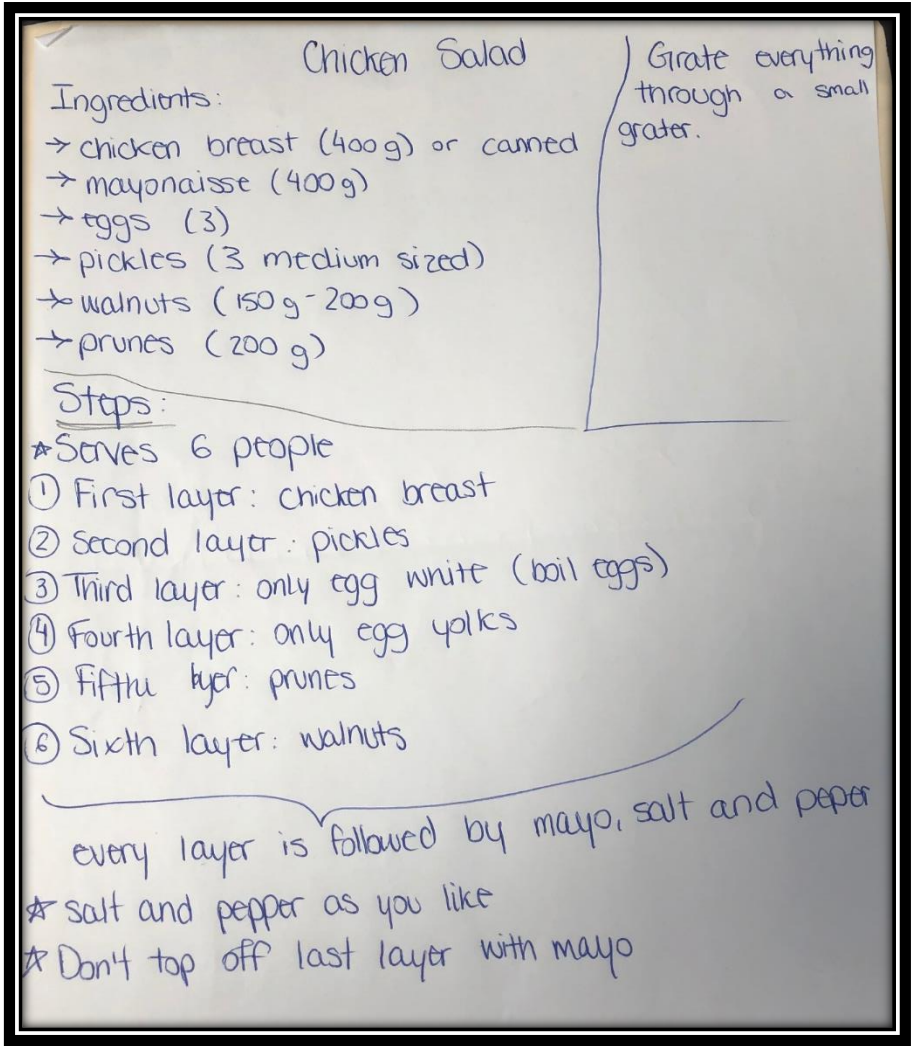 Chicken Salad
Ingredients:
→ chicken breast (400g) or canned
→ mayonaisse (400g)
→ eggs (3)
→ pickles (3 medium sized)
→ walnuts (150g-200g)
→ prunes (200 g)
Grate everything
through a small
grater.
Steps:
☆ Serves 6 people
① First layer: chicken breast
② Second layer: pickles
③ Third layer: only egg white (boil eggs)
④ Fourth layer: only egg yolks
⑤ Fifth layer: prunes
⑥ Sixth layer: walnuts
every layer is followed by mayo, salt and peper
☆ salt and pepper as you like
☆ Don't top off last layer with mayo